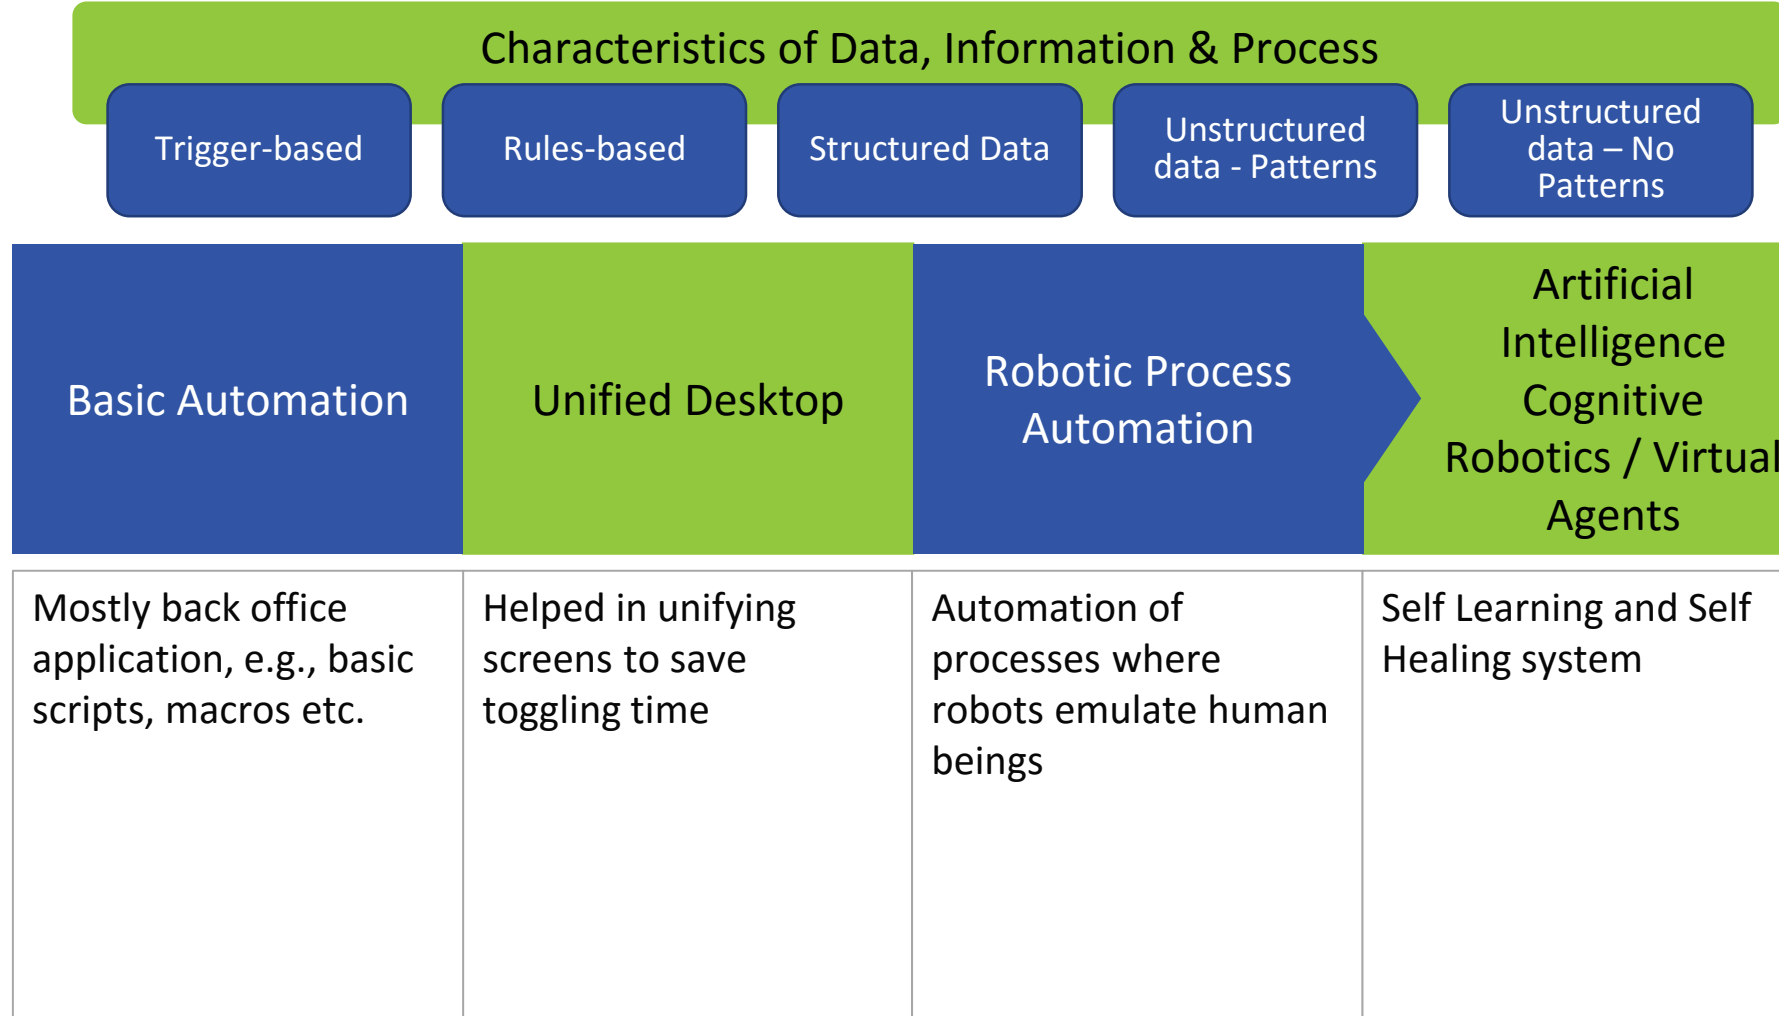 Characteristics of Data, Information & Process
Trigger-based
Rules-based
Structured Data
Unstructured
data - Patterns
Unstructured
data – No
Patterns
Basic Automation
Unified Desktop
Robotic Process
Automation
Artificial
Intelligence
Cognitive
Robotics / Virtual
Agents
Mostly back office
application, e.g., basic
scripts, macros etc.
Helped in unifying
screens to save
toggling time
Automation of
processes where
robots emulate human
beings
Self Learning and Self
Healing system